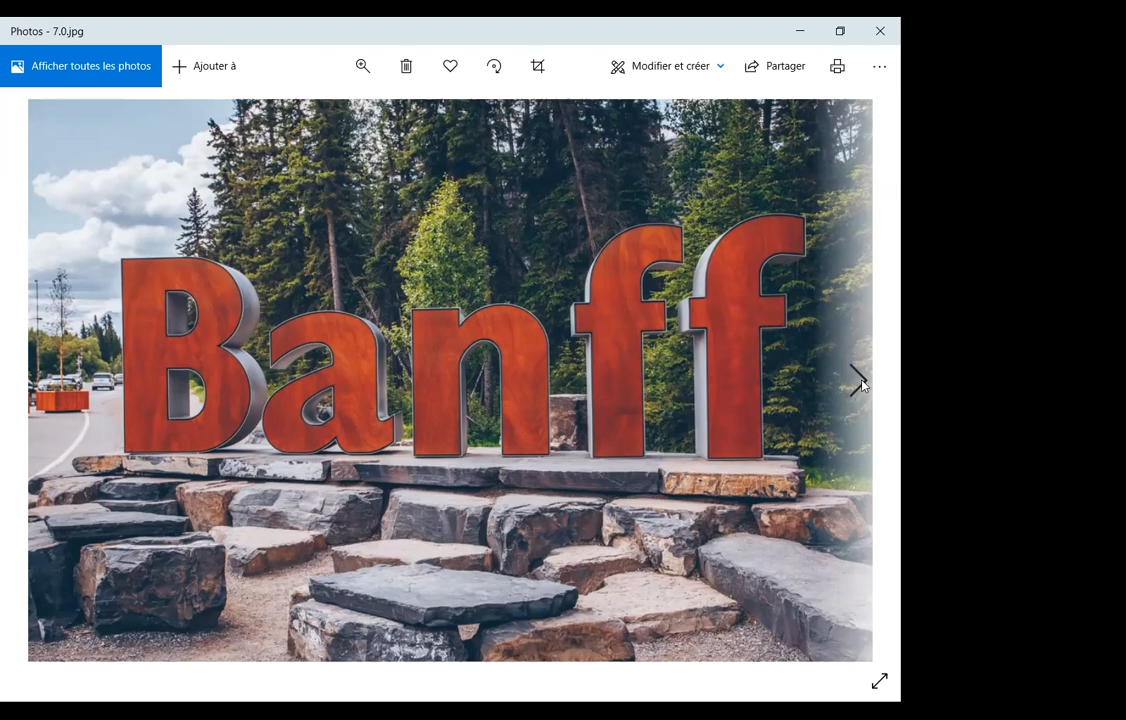 Photos - 7.0.jpg
Afficher toutes les photos
Ajouter à
Modifier et créer
Partager
Banff